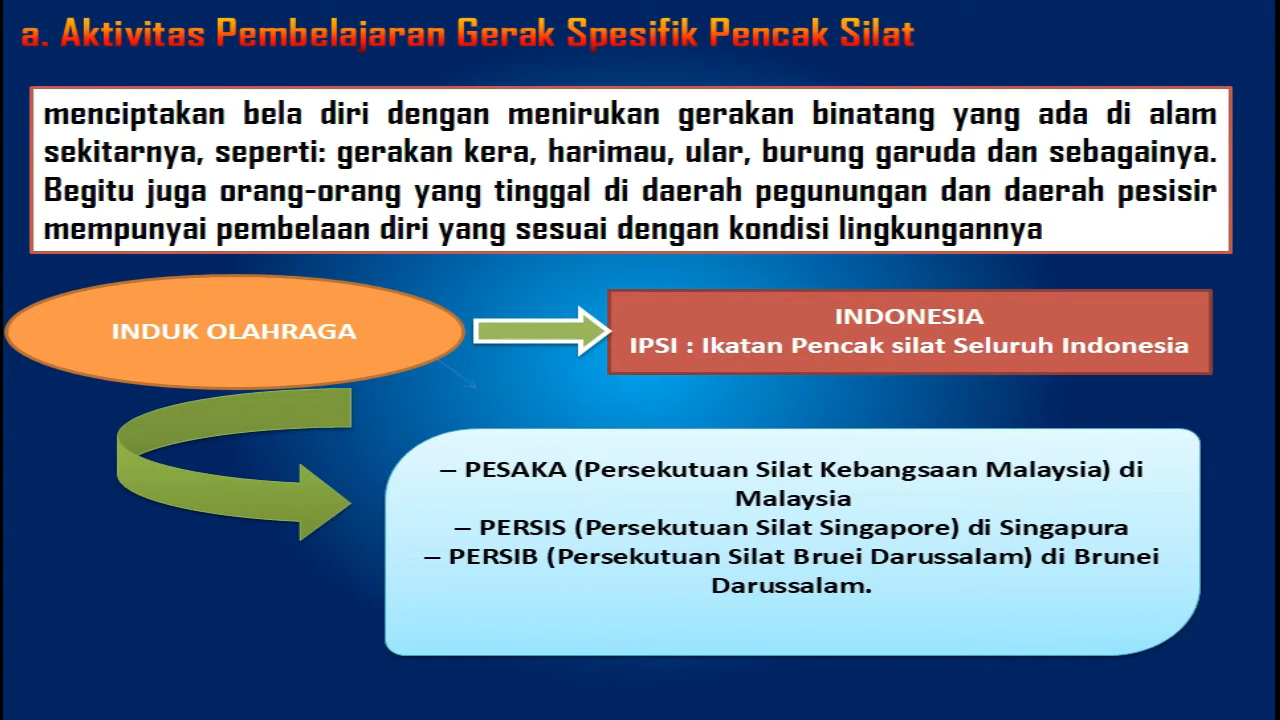 a. Aktivitas Pembelajaran Gerak Spesifik Pencak Silat
menciptakan bela diri dengan menirukan gerakan binatang yang ada di alam
sekitarnya, seperti: gerakan kera, harimau, ular, burung garuda dan sebagainya.
Begitu juga orang-orang yang tinggal di daerah pegunungan dan daerah pesisir
mempunyai pembelaan diri yang sesuai dengan kondisi lingkungannya
INDUK OLAHRAGA
INDONESIA
IPSI : Ikatan Pencak silat Seluruh Indonesia
– PESAKA (Persekutuan Silat Kebangsaan Malaysia) di
Malaysia
– PERSIS (Persekutuan Silat Singapore) di Singapura
– PERSIB (Persekutuan Silat Bruei Darussalam) di Brunei
Darussalam.